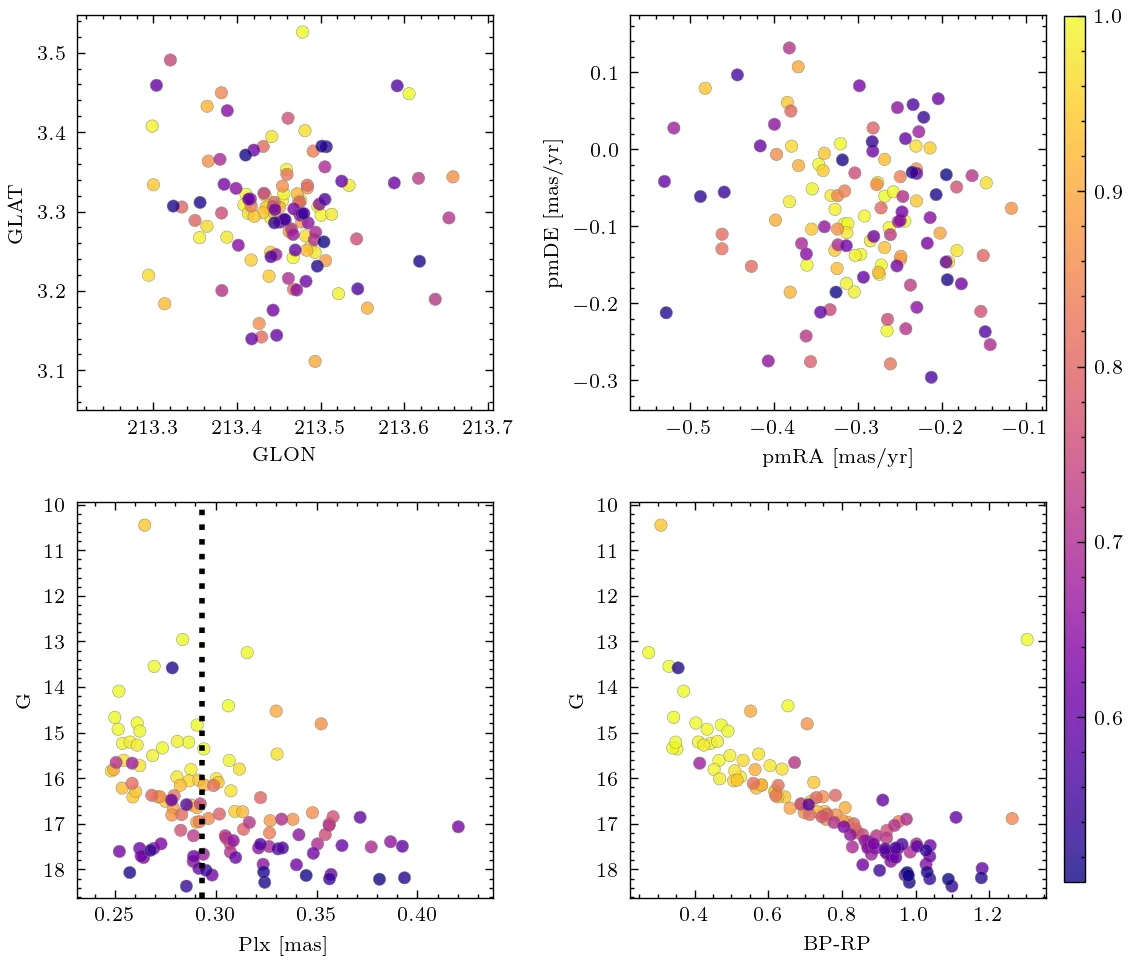 3.5
3.4
3.3
3.2
3.1
GLAT
213.3 213.4 213.5 213.6 213.7
GLON
0.1
0.0
−0.1
−0.2
−0.3
pmDE [mas/yr]
−0.5 −0.4 −0.3 −0.2 −0.1
pmRA [mas/yr]
1.0
0.9
0.8
0.7
0.6
10
11
12
13
14
15
16
17
18
G
0.25 0.30 0.35 0.40
Plx [mas]
10
11
12
13
14
15
16
17
18
G
0.4 0.6 0.8 1.0 1.2
BP-RP